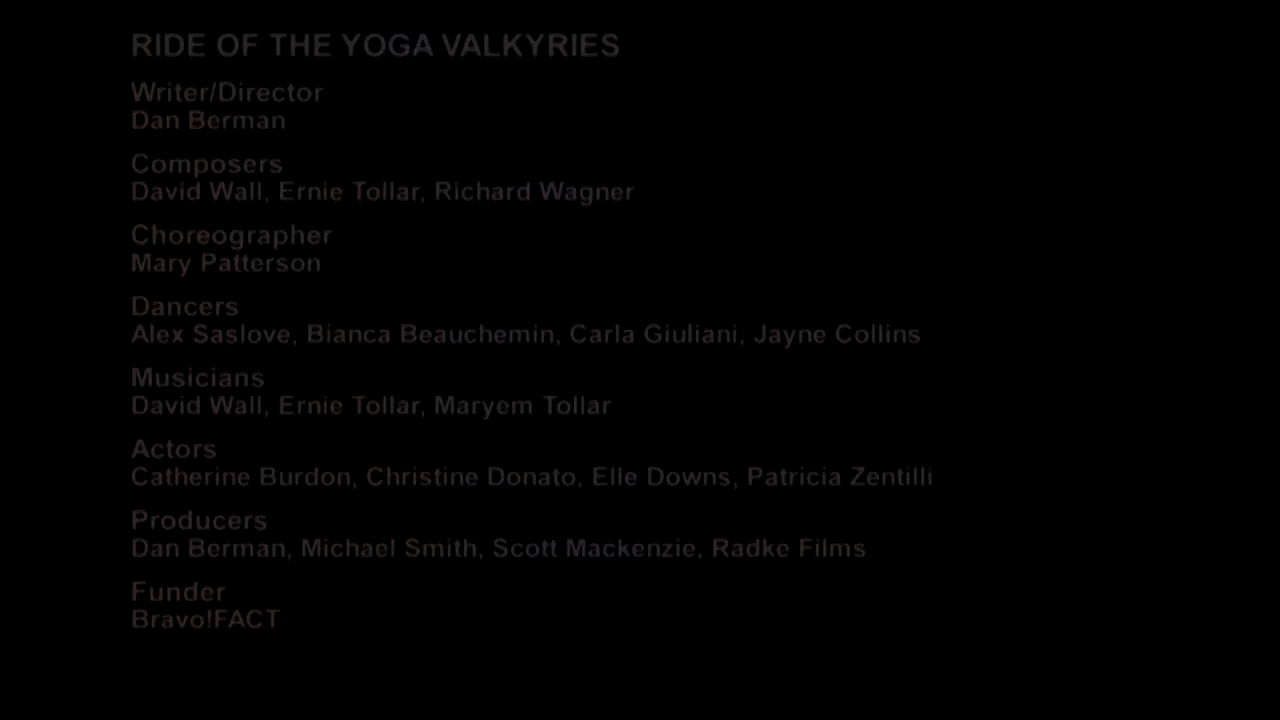 RIDE OF THE YOGA VALKYRIES
Writer/Director
Dan Berman
Composers
David Wall, Ernie Tollar, Richard Wagner
Choreographer
Mary Patterson
Dancers
Alex Saslove, Bianca Beauchemin, Carla Giuliani, Jayne Collins
Musicians
David Wall, Ernie Tollar, Maryem Tollar
Actors
Catherine Burdon, Christine Donato, Elle Downs, Patricia Zentilli
Producers
Dan Berman, Michael Smith, Scott Mackenzie, Radke Films
Funder
Bravo!FACT